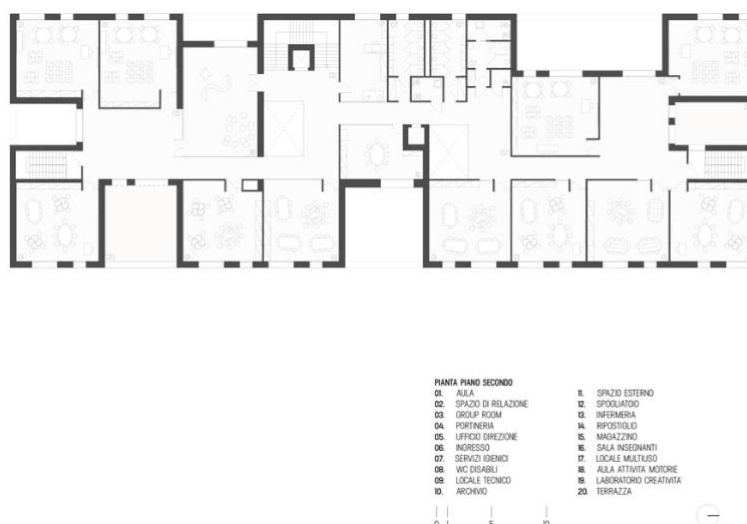 PIANTA PIANO SECONDO
01. AULA
02. SPAZIO DI RELAZIONE
03. GROUP ROOM
04. PORTINERIA
05. UFFICIO DIREZIONE
06. INGRESSO
07. SERVIZI IGIENICI
08. WC DISABILI
09. LOCALE TECNICO
10. ARCHIVIO
11. SPAZIO ESTERNO
12. SPOGLIATOIO
13. INFERMERIA
14. RIPOSTIGLIO
15. MAGAZZINO
16. SALA INSEGNANTI
17. LOCALE MULTIUSO
18. AULA ATTIVITÀ MOTORIE
19. LABORATORIO CREATIVITÀ
20. TERRAZZA
0 1 5 10